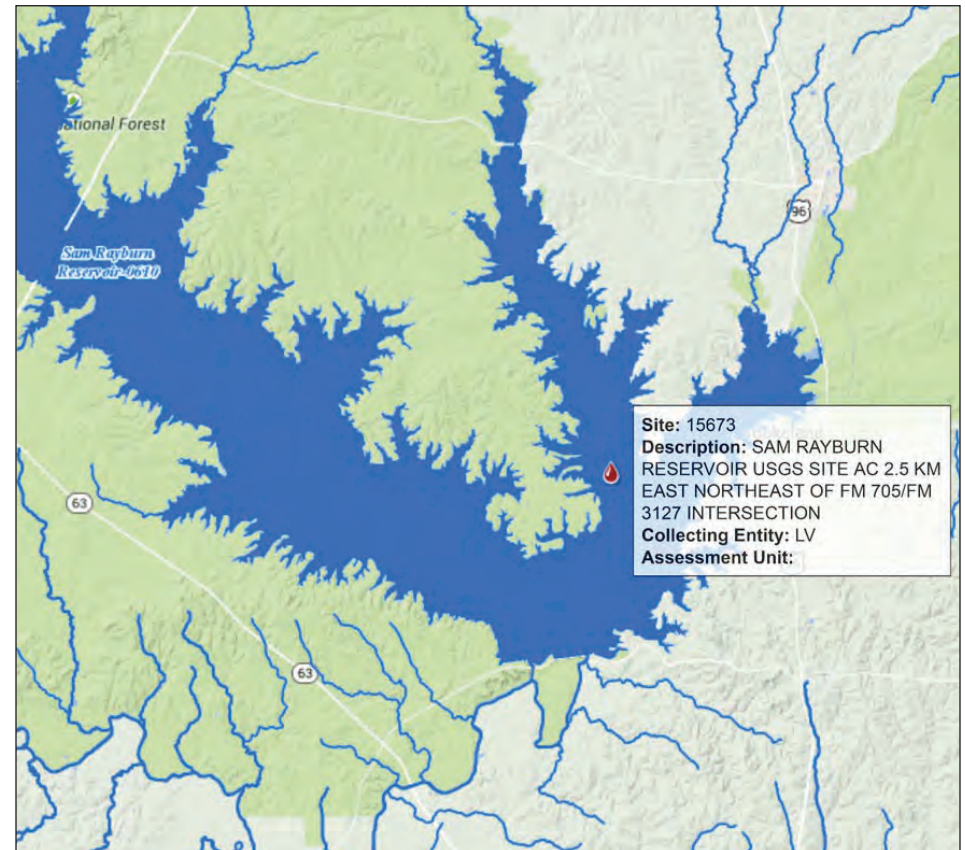 National Forest
96
Sam Rayburn
Reservoir-0610
Site: 15673
Description: SAM RAYBURN
RESERVOIR USGS SITE AC 2.5 KM
EAST NORTHEAST OF FM 705/FM
3127 INTERSECTION
Collecting Entity: LV
Assessment Unit:
63
63